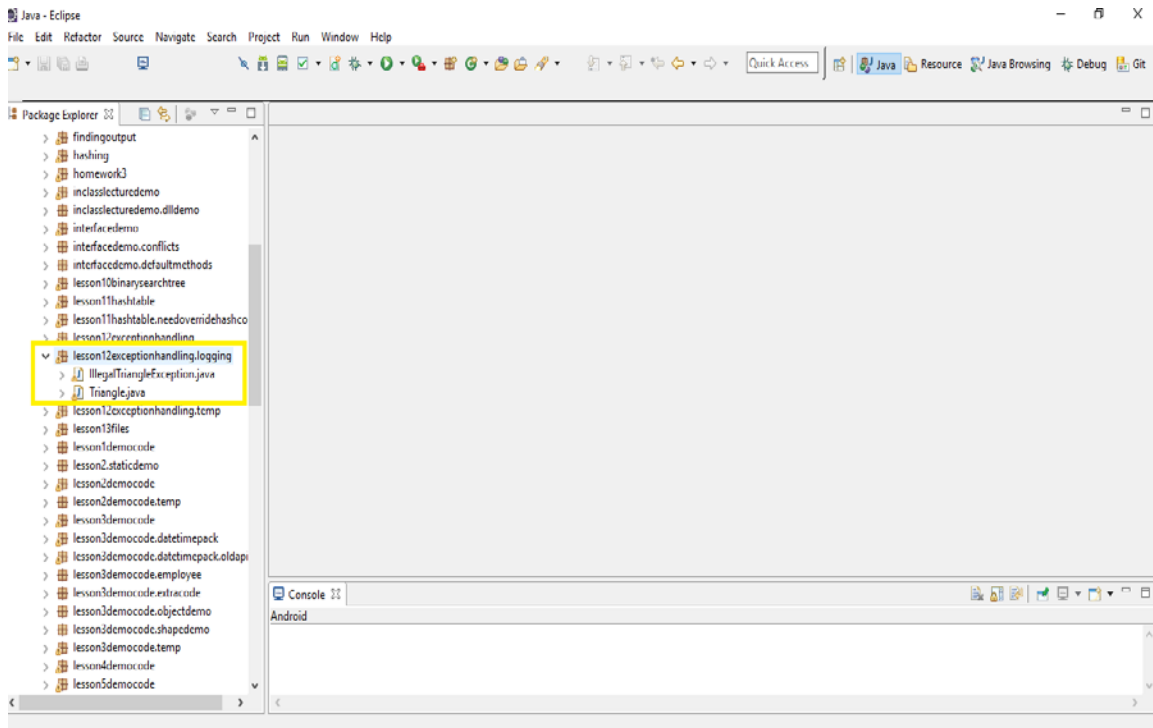 Java - Eclipse
File Edit Refactor Source Navigate Search Project Run Window Help
Quick Access Java Resource Java Browsing Debug Git
Package Explorer
findingoutput
hashing
homework3
inclasslecturedemo
inclasslecturedemo.dlldemo
interfacedemo
interfacedemo.conflicts
interfacedemo.defaultmethods
lesson10binarysearchtree
lesson11hashtable
lesson11hashtable.needoverridehashco
lesson12exceptionhandling
lesson12exceptionhandling.logging
IllegalTriangleException.java
Triangle.java
lesson12exceptionhandling.temp
lesson13files
lesson1democode
lesson2.staticdemo
lesson2democode
lesson2democode.temp
lesson3democode
lesson3democode.datetimepack
lesson3democode.datetimepack.oldapi
lesson3democode.employee
lesson3democode.extracode
lesson3democode.objectdemo
lesson3democode.shapedemo
lesson3democode.temp
lesson4democode
lesson5democode
Console
Android